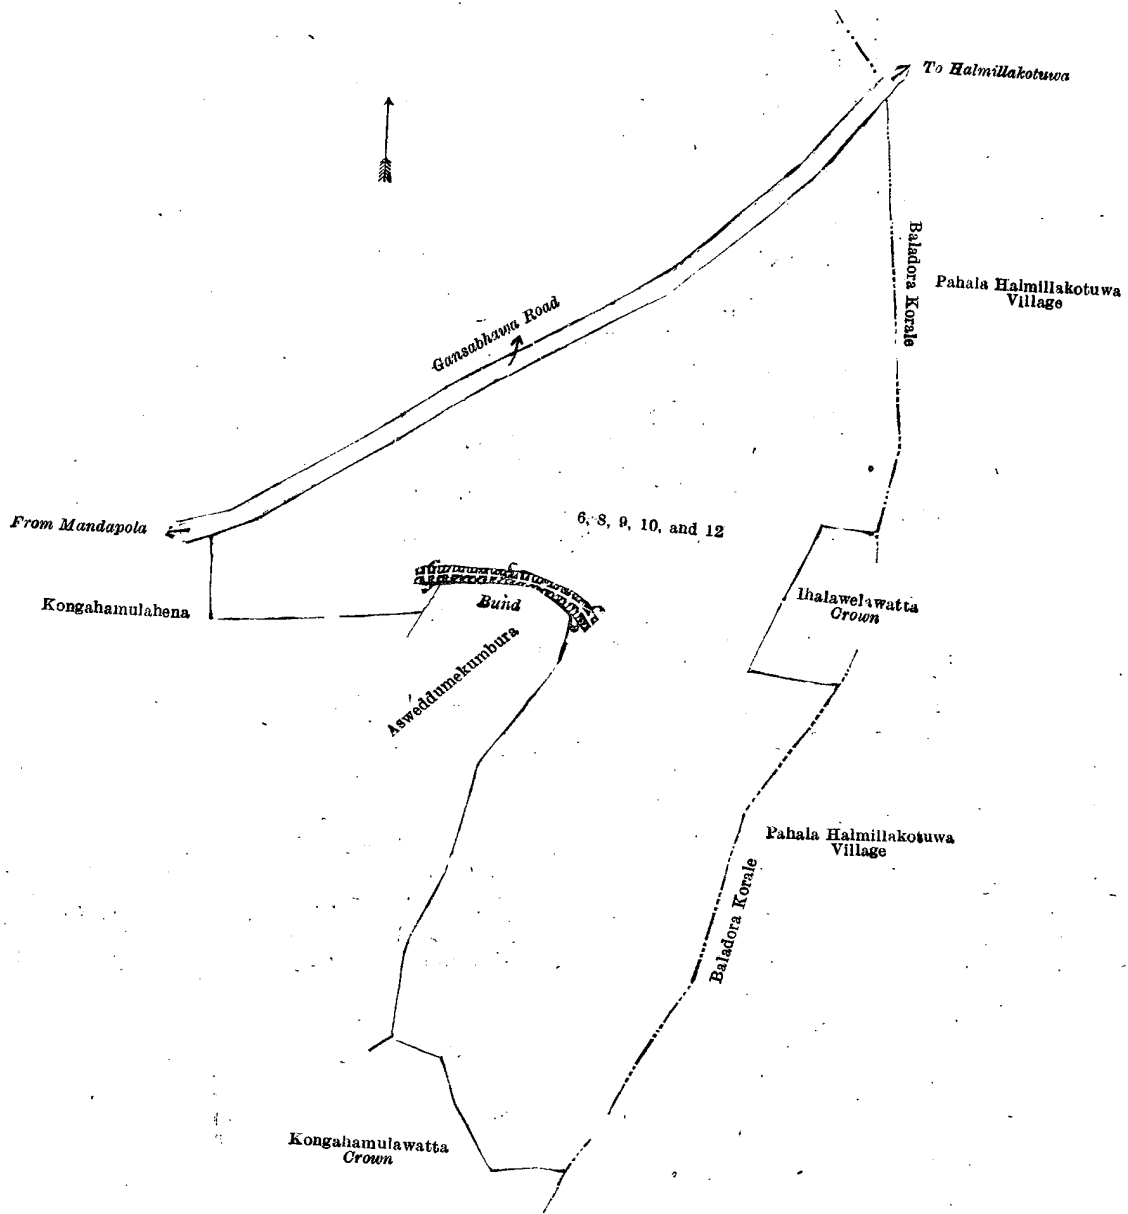 To Halmillakotuwa
Baladora Korale
Pahala Halmillakotuwa
Village
Gansabhawa Road
From Mandapola
6, 8, 9, 10, and 12
Kongahamulahena
Bund
Ihalawelawatta
Crown
Asweddumekumbura
Pahala Halmillakotuwa
Village
Baladora Korale
Kongahamulawatta
Crown